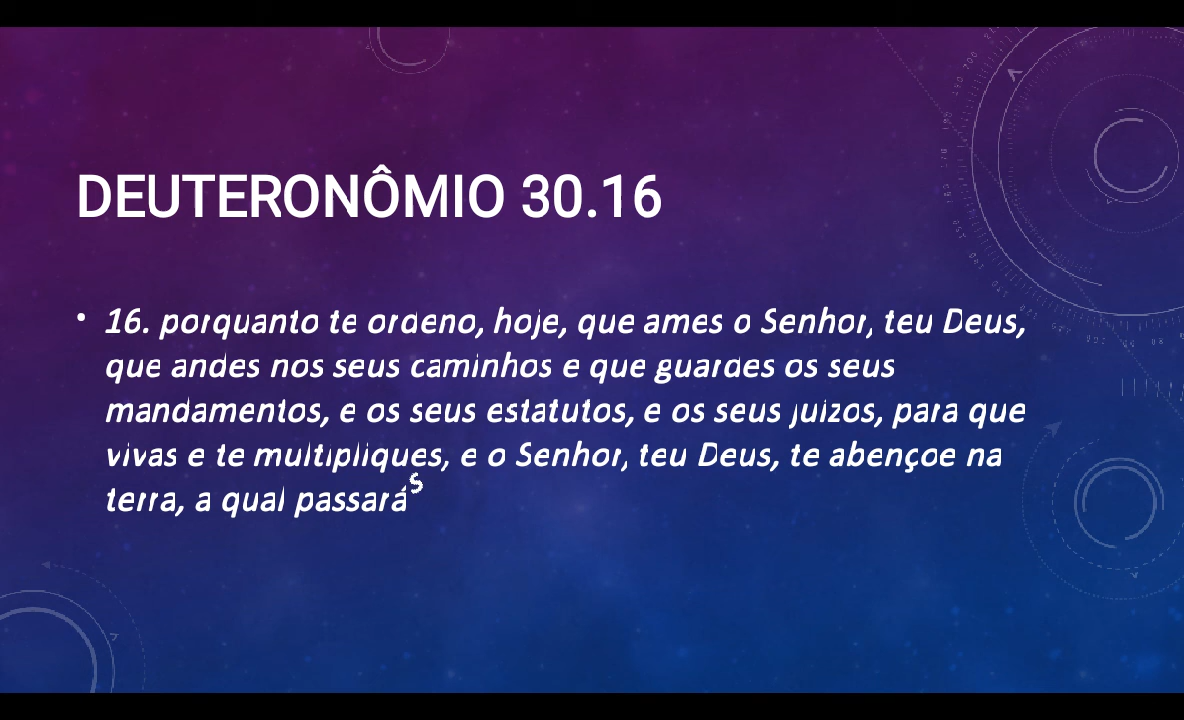 DEUTERONÔMIO 30.16
• 16. porquanto te ordeno, hoje, que ames o Senhor, teu Deus,
que andes nos seus caminhos e que guardes os seus
mandamentos, e os seus estatutos, e os seus juízos, para que
vivas e te multipliques, e o Senhor, teu Deus, te abençoe na
terra, a qual passarás